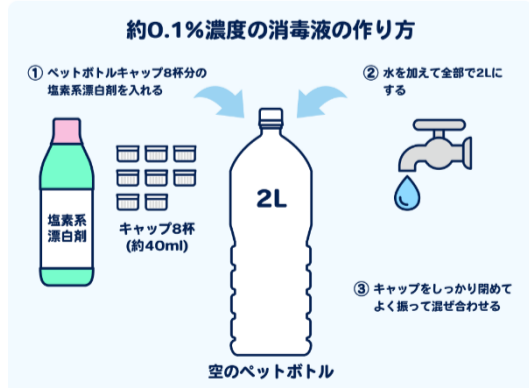 約0.1%濃度の消毒液の作り方
① ペットボトルキャップ8杯分の
塩素系漂白剤を入れる
② 水を加えて全部で2Lに
する
塩素系
漂白剤
キャップ8杯
(約40ml)
2L
③ キャップをしっかり閉めて
よく振って混ぜ合わせる
空のペットボトル